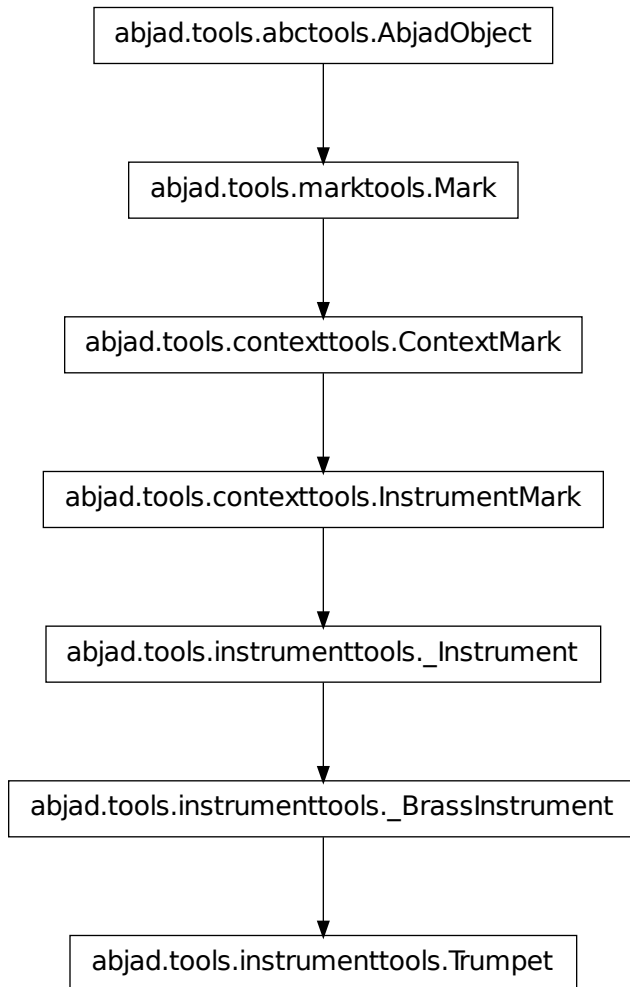 abjad.tools.abctools.AbjadObject
abjad.tools.marktools.Mark
abjad.tools.contexttools.ContextMark
abjad.tools.contexttools.InstrumentMark
abjad.tools.instrumenttools._Instrument
abjad.tools.instrumenttools._BrassInstrument
abjad.tools.instrumenttools.Trumpet